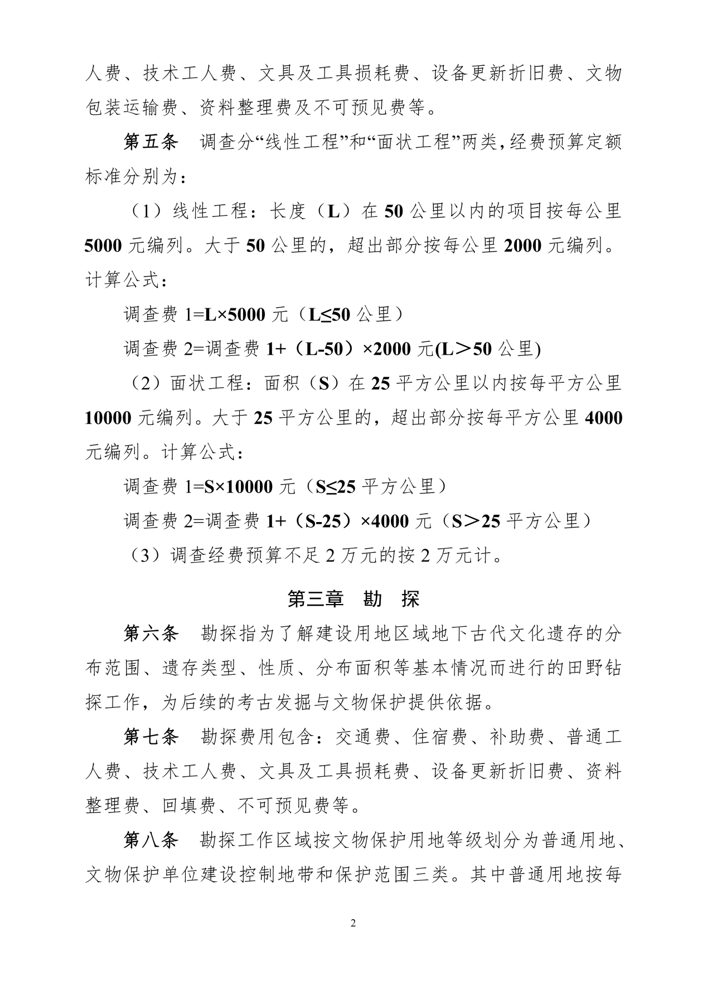 人费、技术工人费、文具及工具损耗费、设备更新折旧费、文物
包装运输费、资料整理费及不可预见费等。
第五条　调查分“线性工程”和“面状工程”两类，经费预算定额
标准分别为：
（1）线性工程：长度（L）在 50 公里以内的项目按每公里
5000 元编列。大于 50 公里的，超出部分按每公里 2000 元编列。
计算公式：
调查费 1=L×5000 元（L≤50 公里）
调查费 2=调查费 1+（L-50）×2000 元(L＞50 公里)
（2）面状工程：面积（S）在 25 平方公里以内按每平方公里
10000 元编列。大于 25 平方公里的，超出部分按每平方公里 4000
元编列。计算公式：
调查费 1=S×10000 元（S≤25 平方公里）
调查费 2=调查费 1+（S-25）×4000 元（S＞25 平方公里）
（3）调查经费预算不足 2 万元的按 2 万元计。
第三章　勘　探
第六条　勘探指为了解建设用地区域地下古代文化遗存的分
布范围、遗存类型、性质、分布面积等基本情况而进行的田野钻
探工作，为后续的考古发掘与文物保护提供依据。
第七条　勘探费用包含：交通费、住宿费、补助费、普通工
人费、技术工人费、文具及工具损耗费、设备更新折旧费、资料
整理费、回填费、不可预见费等。
第八条　勘探工作区域按文物保护用地等级划分为普通用地、
文物保护单位建设控制地带和保护范围三类。其中普通用地按每
2